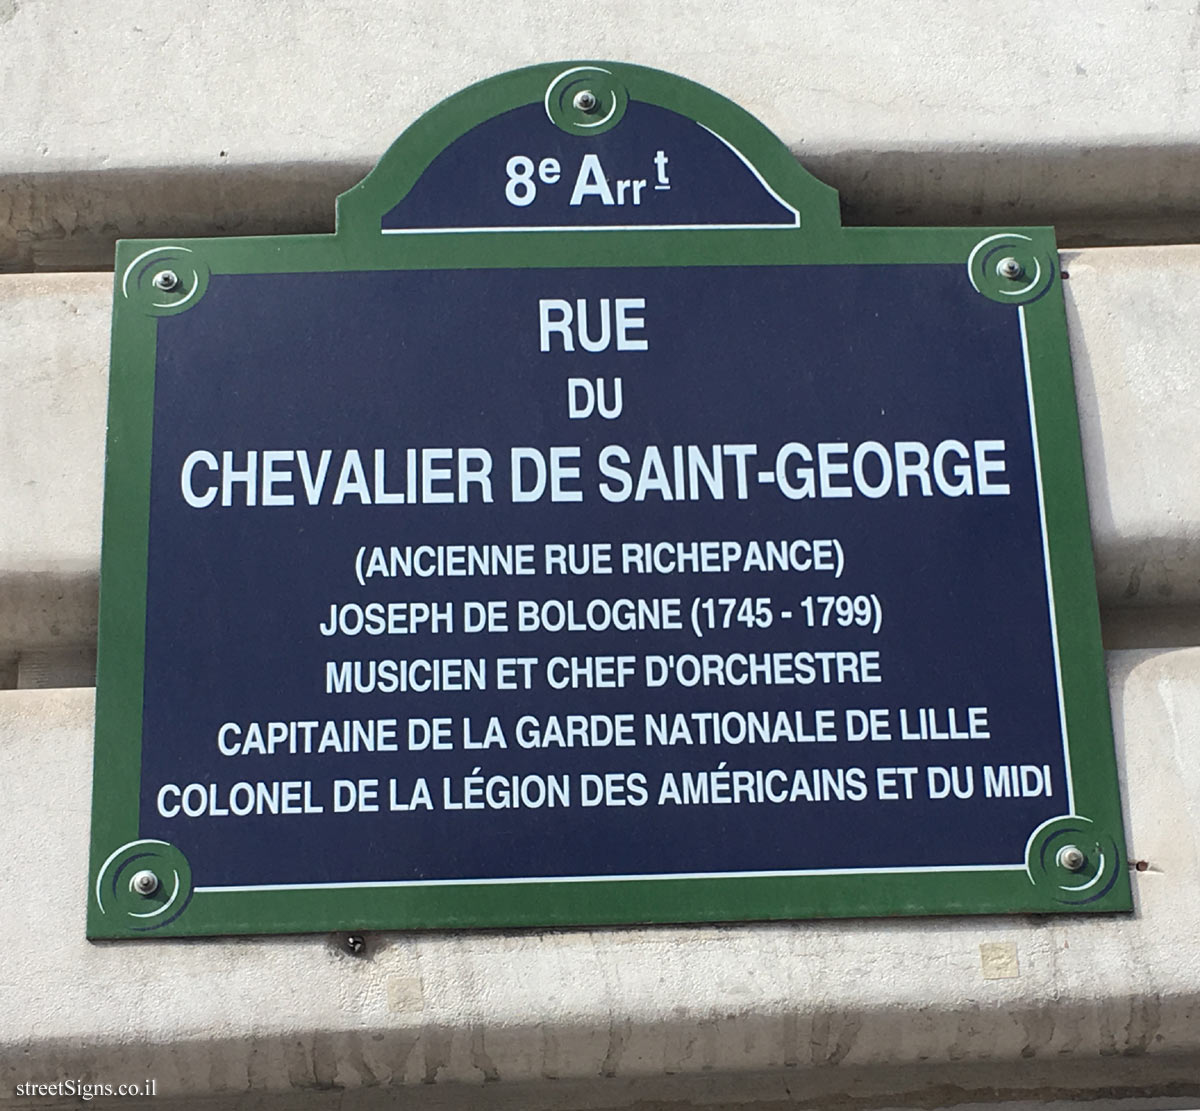 8e Arrt
RUE
DU
CHEVALIER DE SAINT-GEORGE
(ANCIENNE RUE RICHEPANCE)
JOSEPH DE BOLOGNE (1745 - 1799)
MUSICIEN ET CHEF D'ORCHESTRE
CAPITAINE DE LA GARDE NATIONALE DE LILLE
COLONEL DE LA LÉGION DES AMÉRICAINS ET DU MIDI
streetSigns.co.il